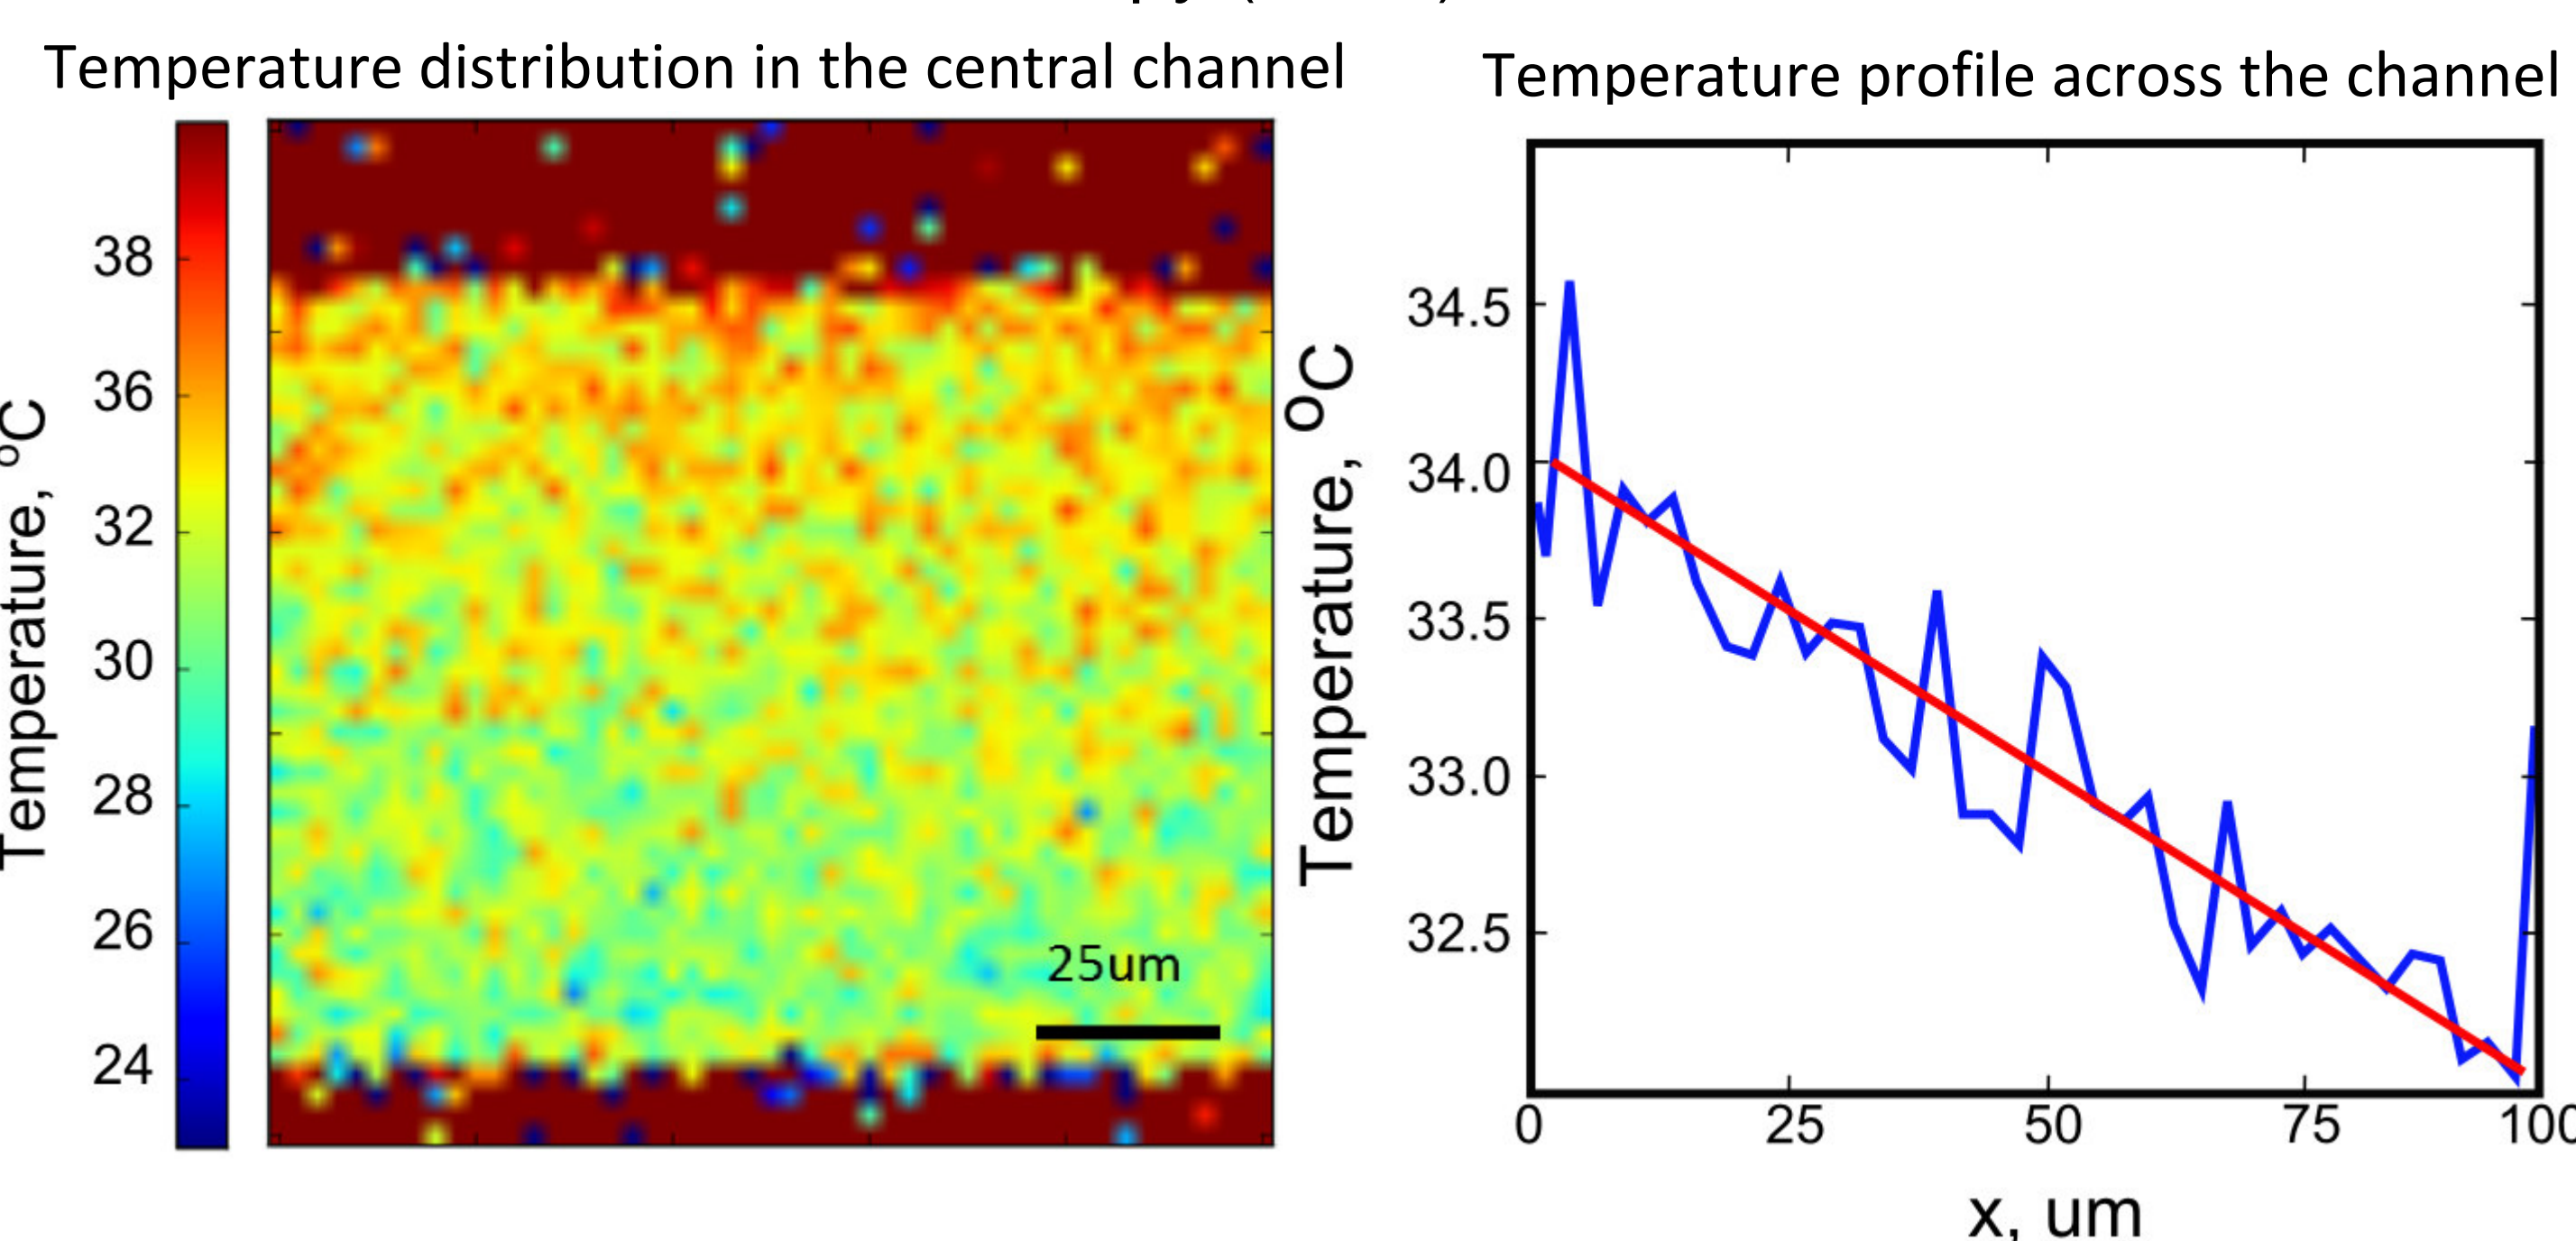 Temperature distribution in the central channel
Temperature profile across the channel
Temperature, °C
38
36
32
30
28
26
24
25um
Temperature, °C
34.5
34.0
33.5
33.0
32.5
0 25 50 75 100
x, um